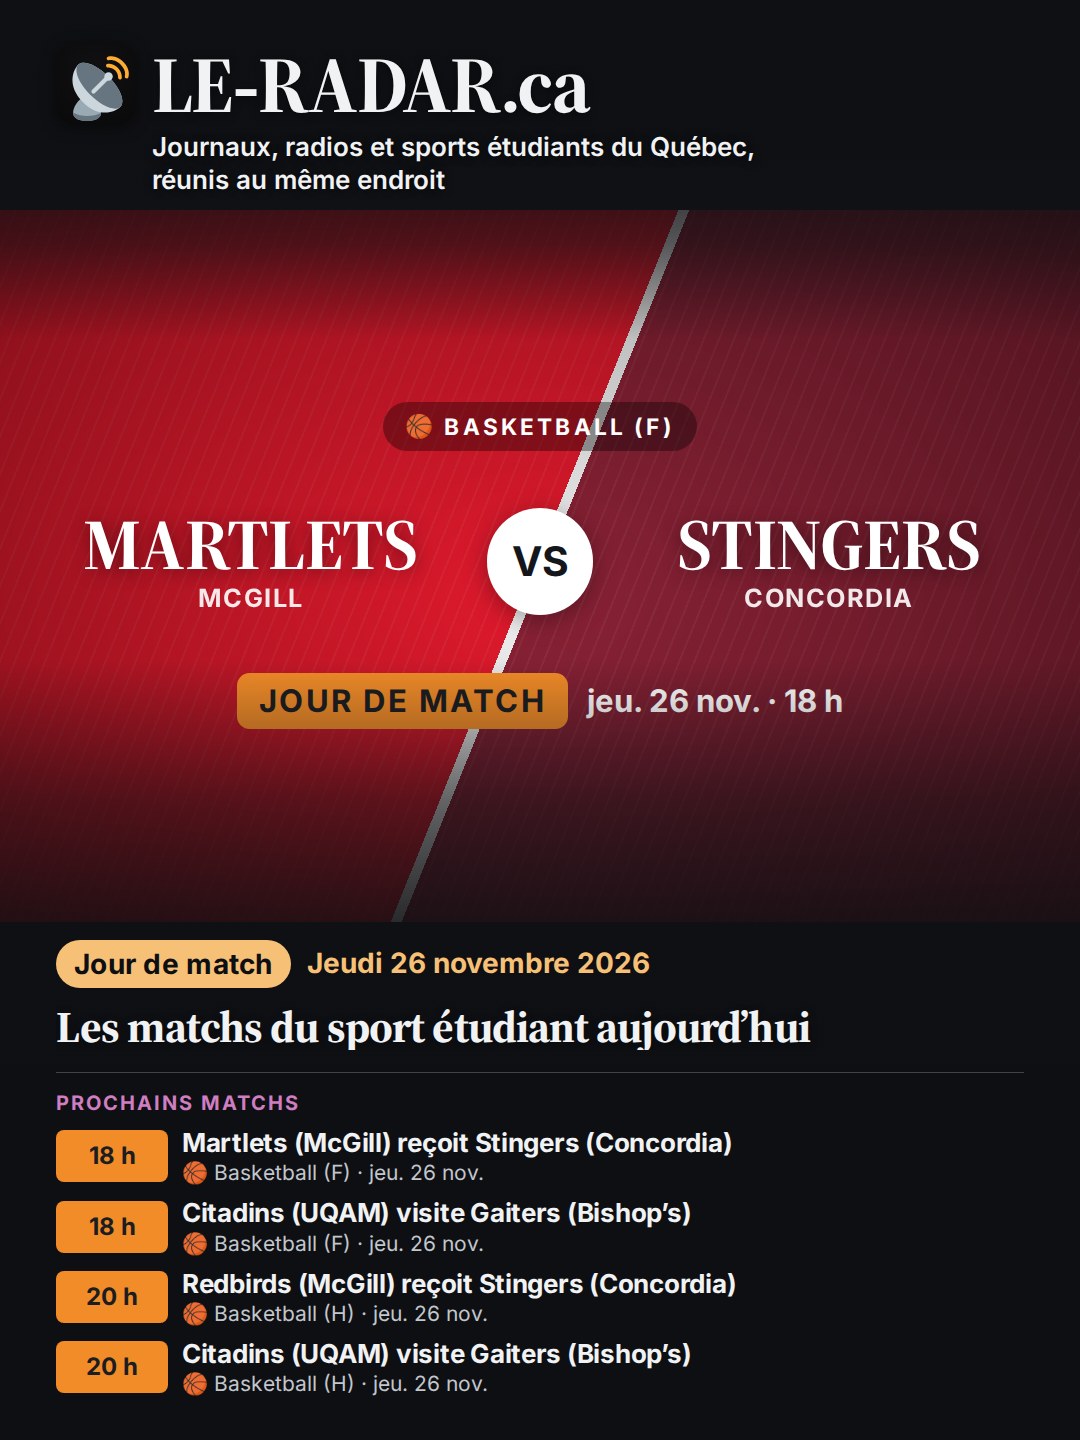 LE-RADAR.ca
Journaux, radios et sports étudiants du Québec,
réunis au même endroit
BASKETBALL (F)
MARTLETS
MCGILL
VS
STINGERS
CONCORDIA
JOUR DE MATCH jeu. 26 nov. · 18 h
Jour de match Jeudi 26 novembre 2026
Les matchs du sport étudiant aujourd’hui
PROCHAINS MATCHS
18 h Martlets (McGill) reçoit Stingers (Concordia)
Basketball (F) · jeu. 26 nov.
18 h Citadins (UQAM) visite Gaiters (Bishop’s)
Basketball (F) · jeu. 26 nov.
20 h Redbirds (McGill) reçoit Stingers (Concordia)
Basketball (H) · jeu. 26 nov.
20 h Citadins (UQAM) visite Gaiters (Bishop’s)
Basketball (H) · jeu. 26 nov.